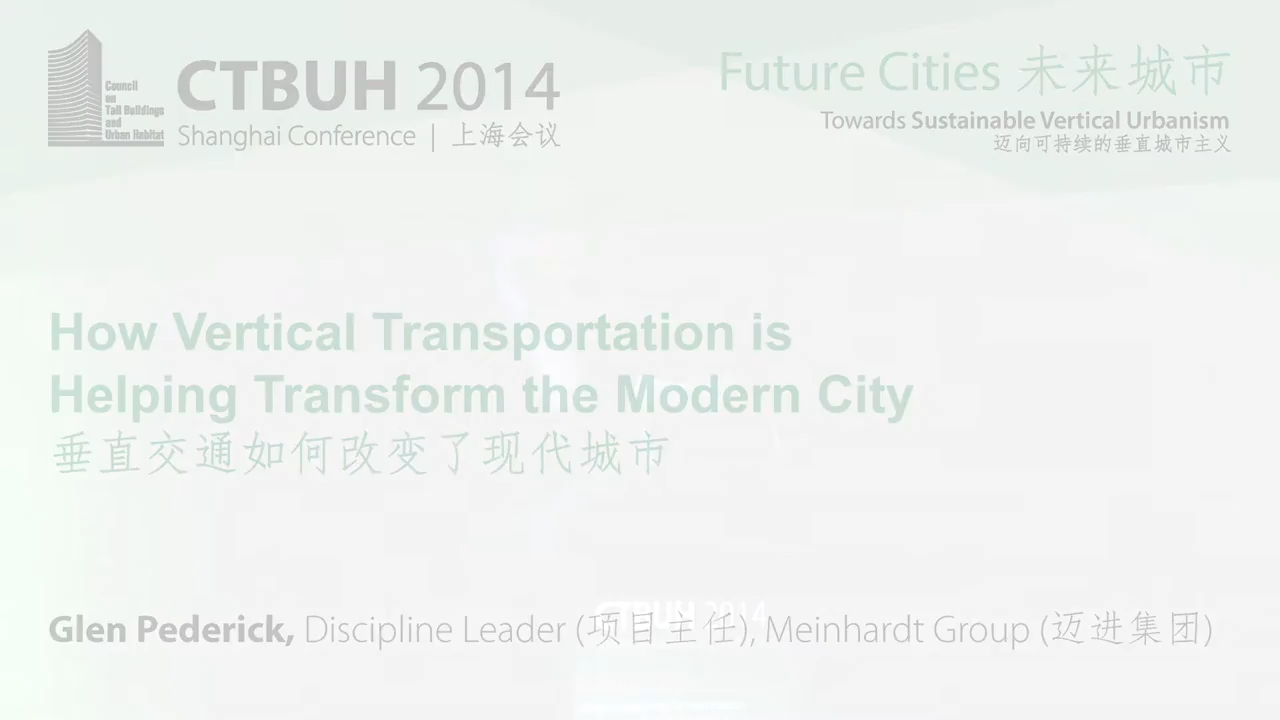 Council
on
Tall Buildings
and
Urban Habitat
CTBUH 2014
Shanghai Conference | 上海会议
Future Cities 未来城市
Towards Sustainable Vertical Urbanism
迈向可持续的垂直城市主义
How Vertical Transportation is
Helping Transform the Modern City
垂直交通如何改变了现代城市
CTBUH 2014
Glen Pederick, Discipline Leader (项目主任), Meinhardt Group (迈进集团)